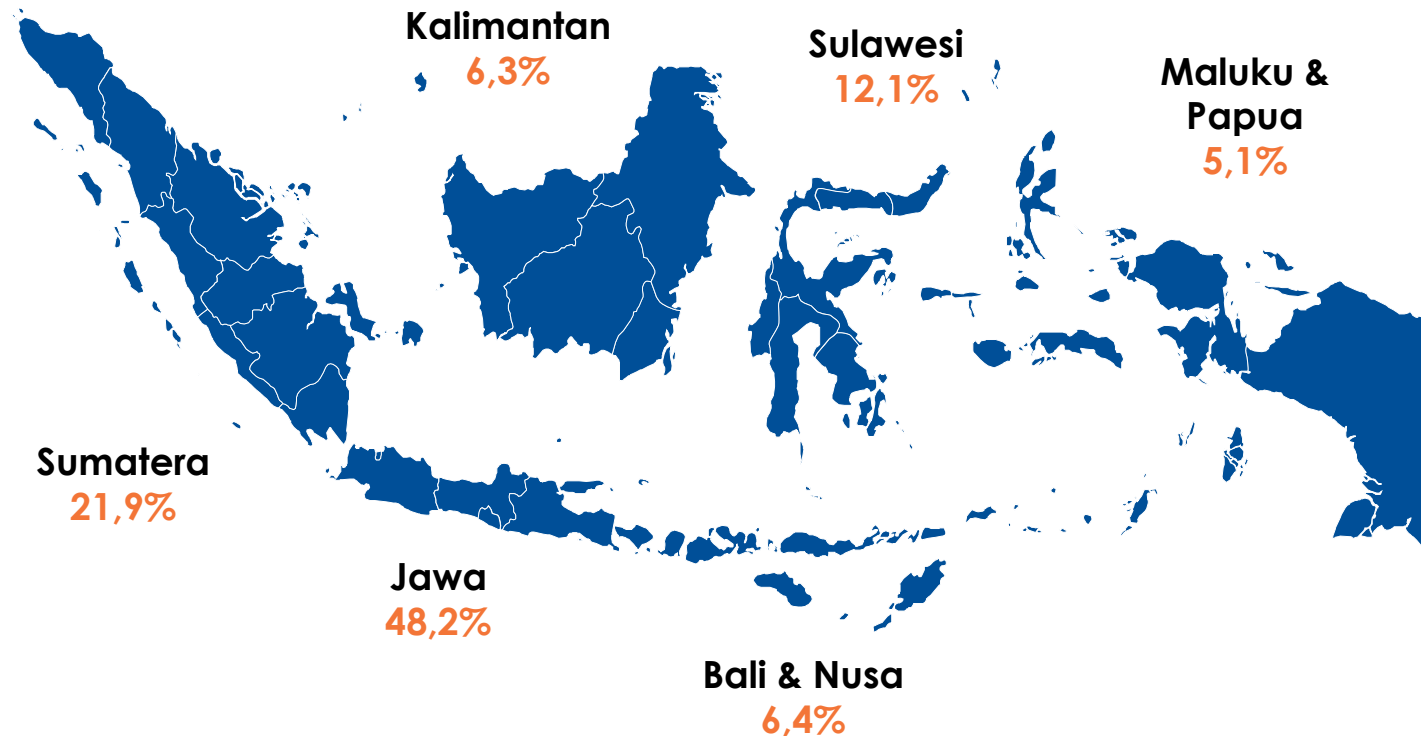 Kalimantan
6,3%
Sulawesi
12,1%
Maluku &
Papua
5,1%
Sumatera
21,9%
Jawa
48,2%
Bali & Nusa
6,4%